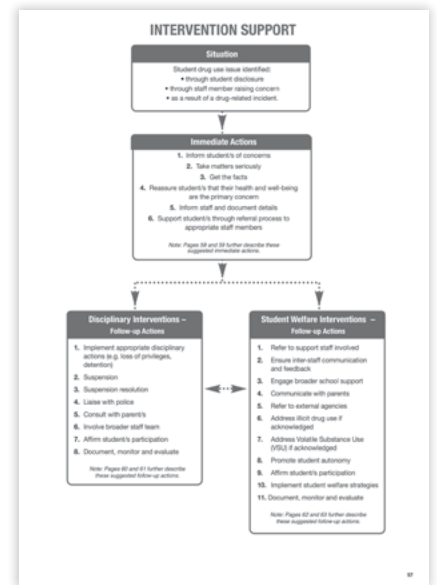 INTERVENTION SUPPORT
Situation
Student drug use issue identified:
• through student disclosure
• through staff member raising concern
• as a result of a drug-related incident.
Immediate Actions
1. Inform student/s of concerns
2. Take matters seriously
3. Get the facts
4. Reassure student/s that their health and well-being
are the primary concern
5. Inform staff and document details
6. Support student/s through referral process to
appropriate staff members
Note: Pages 58 and 59 further describe these
suggested immediate actions.
Disciplinary Interventions –
Follow-up Actions
1. Implement appropriate disciplinary
actions (e.g. loss of privileges,
detention)
2. Suspension
3. Suspension resolution
4. Liaise with police
5. Consult with parent/s
6. Involve broader staff team
7. Affirm student/s participation
8. Document, monitor and evaluate
Note: Pages 60 and 61 further describe
these suggested follow-up actions.
Student Welfare Interventions –
Follow-up Actions
1. Refer to support staff involved
2. Ensure inter-staff communication
and feedback
3. Engage broader school support
4. Communicate with parents
5. Refer to external agencies
6. Address illicit drug use if
acknowledged
7. Address Volatile Substance Use
(VSU) if acknowledged
8. Promote student autonomy
9. Affirm student/s participation
10. Implement student welfare strategies
11. Document, monitor and evaluate
Note: Pages 62 and 63 further describe
these suggested follow-up actions.
57